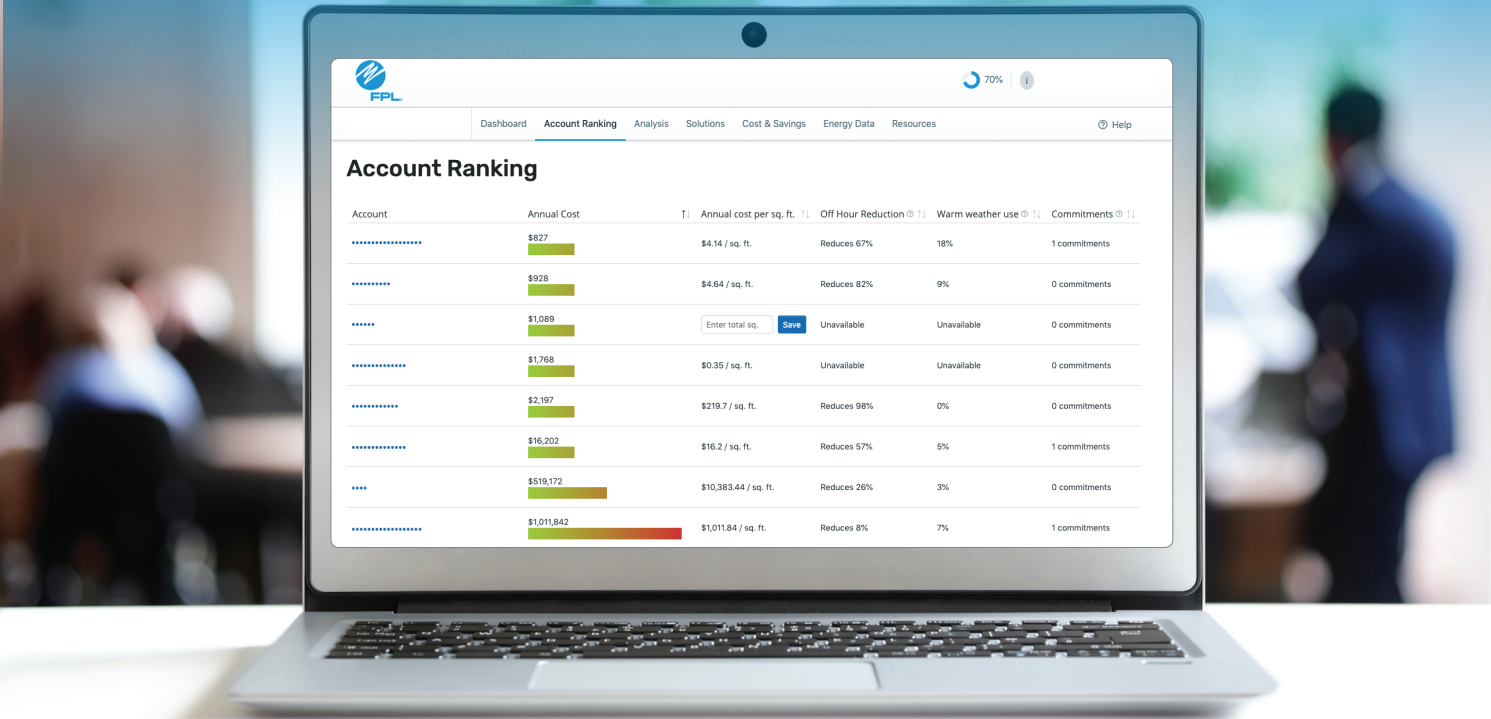 FPL.
70%
j
Dashboard Account Ranking Analysis Solutions Cost & Savings Energy Data Resources
Help
Account Ranking
Account Annual Cost Annual cost per sq. ft. Off Hour Reduction Warm weather use Commitments
$827 $4.14 / sq. ft. Reduces 67% 18% 1 commitments
$928 $4.64 / sq. ft. Reduces 82% 9% 0 commitments
$1,089 Enter total sq. Save Unavailable Unavailable 0 commitments
$1,768 $0.35 / sq. ft. Unavailable Unavailable 0 commitments
$2,197 $219.7 / sq. ft. Reduces 98% 0% 0 commitments
$16,202 $16.2 / sq. ft. Reduces 57% 5% 1 commitments
$519,172 $10,383.44 / sq. ft. Reduces 26% 3% 0 commitments
$1,011,842 $1,011.84 / sq. ft. Reduces 8% 7% 1 commitments